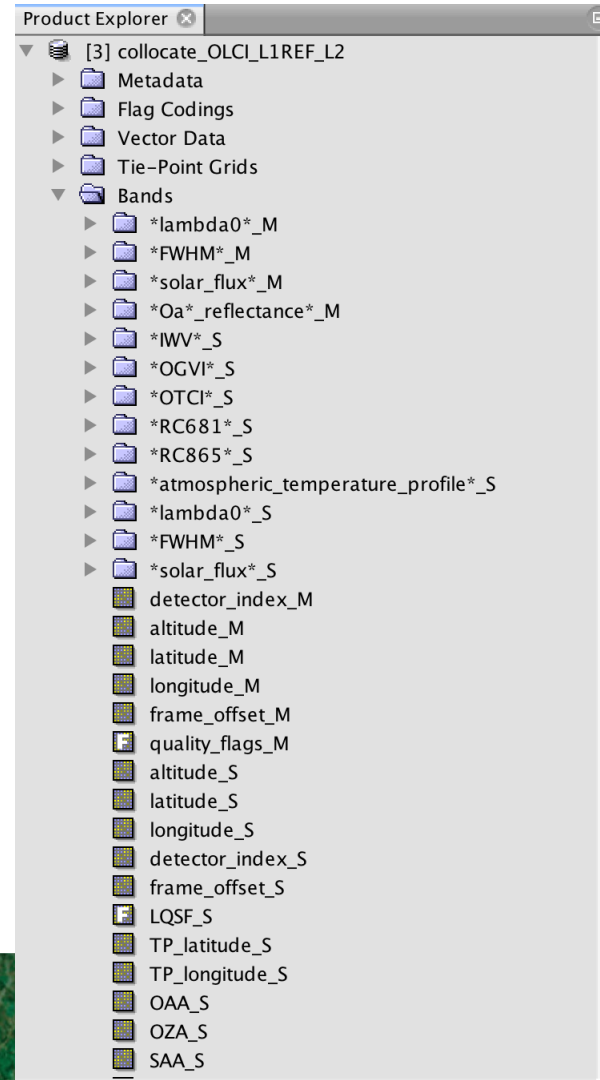 Product Explorer
[3] collocate_OLCI_L1REF_L2
Metadata
Flag Codings
Vector Data
Tie-Point Grids
Bands
*lambda0*_M
*FWHM*_M
*solar_flux*_M
*Oa*_reflectance*_M
*IWV*_S
*OGVI*_S
*OTCI*_S
*RC681*_S
*RC865*_S
*atmospheric_temperature_profile*_S
*lambda0*_S
*FWHM*_S
*solar_flux*_S
detector_index_M
altitude_M
latitude_M
longitude_M
frame_offset_M
F quality_flags_M
altitude_S
latitude_S
longitude_S
detector_index_S
frame_offset_S
F LQSF_S
TP_latitude_S
TP_longitude_S
OAA_S
OZA_S
SAA_S